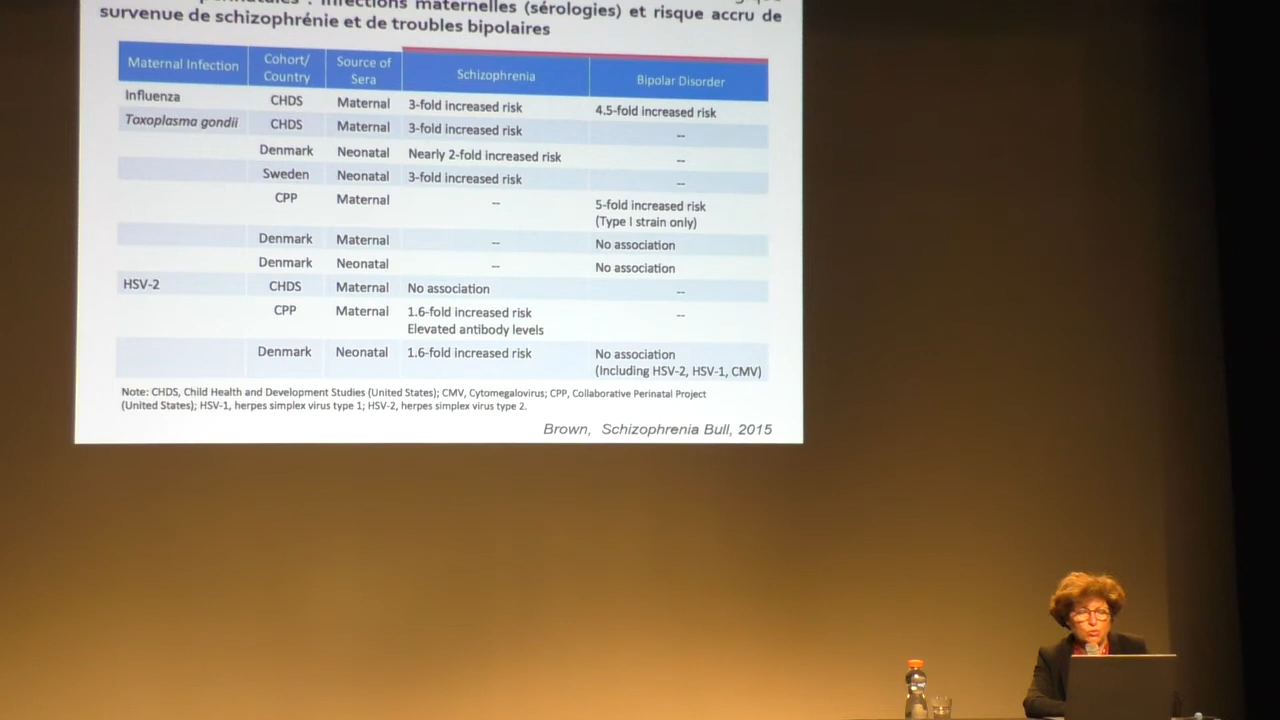 : Infections maternelles (sérologies) et risque accru de
survenue de schizophrénie et de troubles bipolaires
Maternal Infection Cohort/ Country Source of Sera Schizophrenia Bipolar Disorder
Influenza CHDS Maternal 3-fold increased risk 4.5-fold increased risk
Toxoplasma gondii CHDS Maternal 3-fold increased risk --
Denmark Neonatal Nearly 2-fold increased risk --
Sweden Neonatal 3-fold increased risk --
CPP Maternal -- 5-fold increased risk
(Type I strain only)
Denmark Maternal -- No association
Denmark Neonatal -- No association
HSV-2 CHDS Maternal No association --
CPP Maternal 1.6-fold increased risk --
Elevated antibody levels
Denmark Neonatal 1.6-fold increased risk No association
(Including HSV-2, HSV-1, CMV)
Note: CHDS, Child Health and Development Studies (United States); CMV, Cytomegalovirus; CPP, Collaborative Perinatal Project
(United States); HSV-1, herpes simplex virus type 1; HSV-2, herpes simplex virus type 2.
Brown, Schizophrenia Bull, 2015